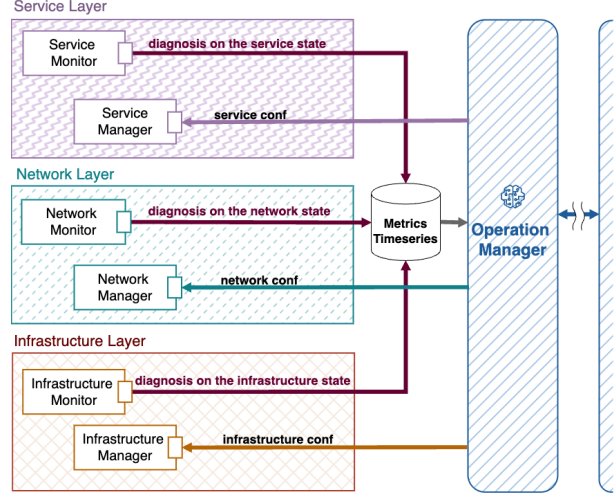 Service Layer
Service
Monitor
diagnosis on the service state
Service
Manager
service conf
Network Layer
Network
Monitor
diagnosis on the network state
Metrics
Timeseries
Operation
Manager
Network
Manager
network conf
Infrastructure Layer
Infrastructure
Monitor
diagnosis on the infrastructure state
Infrastructure
Manager
infrastructure conf